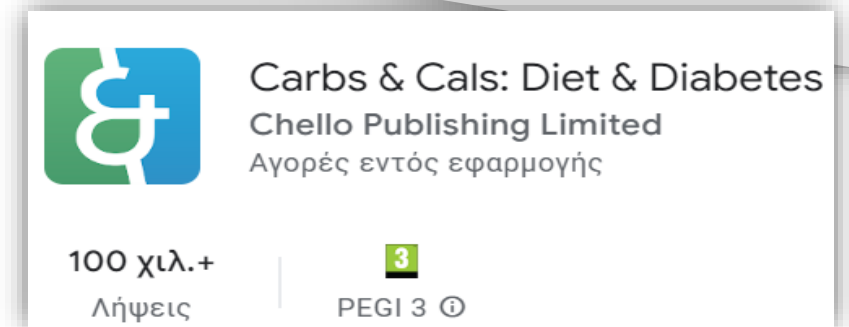 &
Carbs & Cals: Diet & Diabetes
Chello Publishing Limited
Αγορές εντός εφαρμογής
100 χιλ.+
Λήψεις
3
PEGI 3 ⓘ